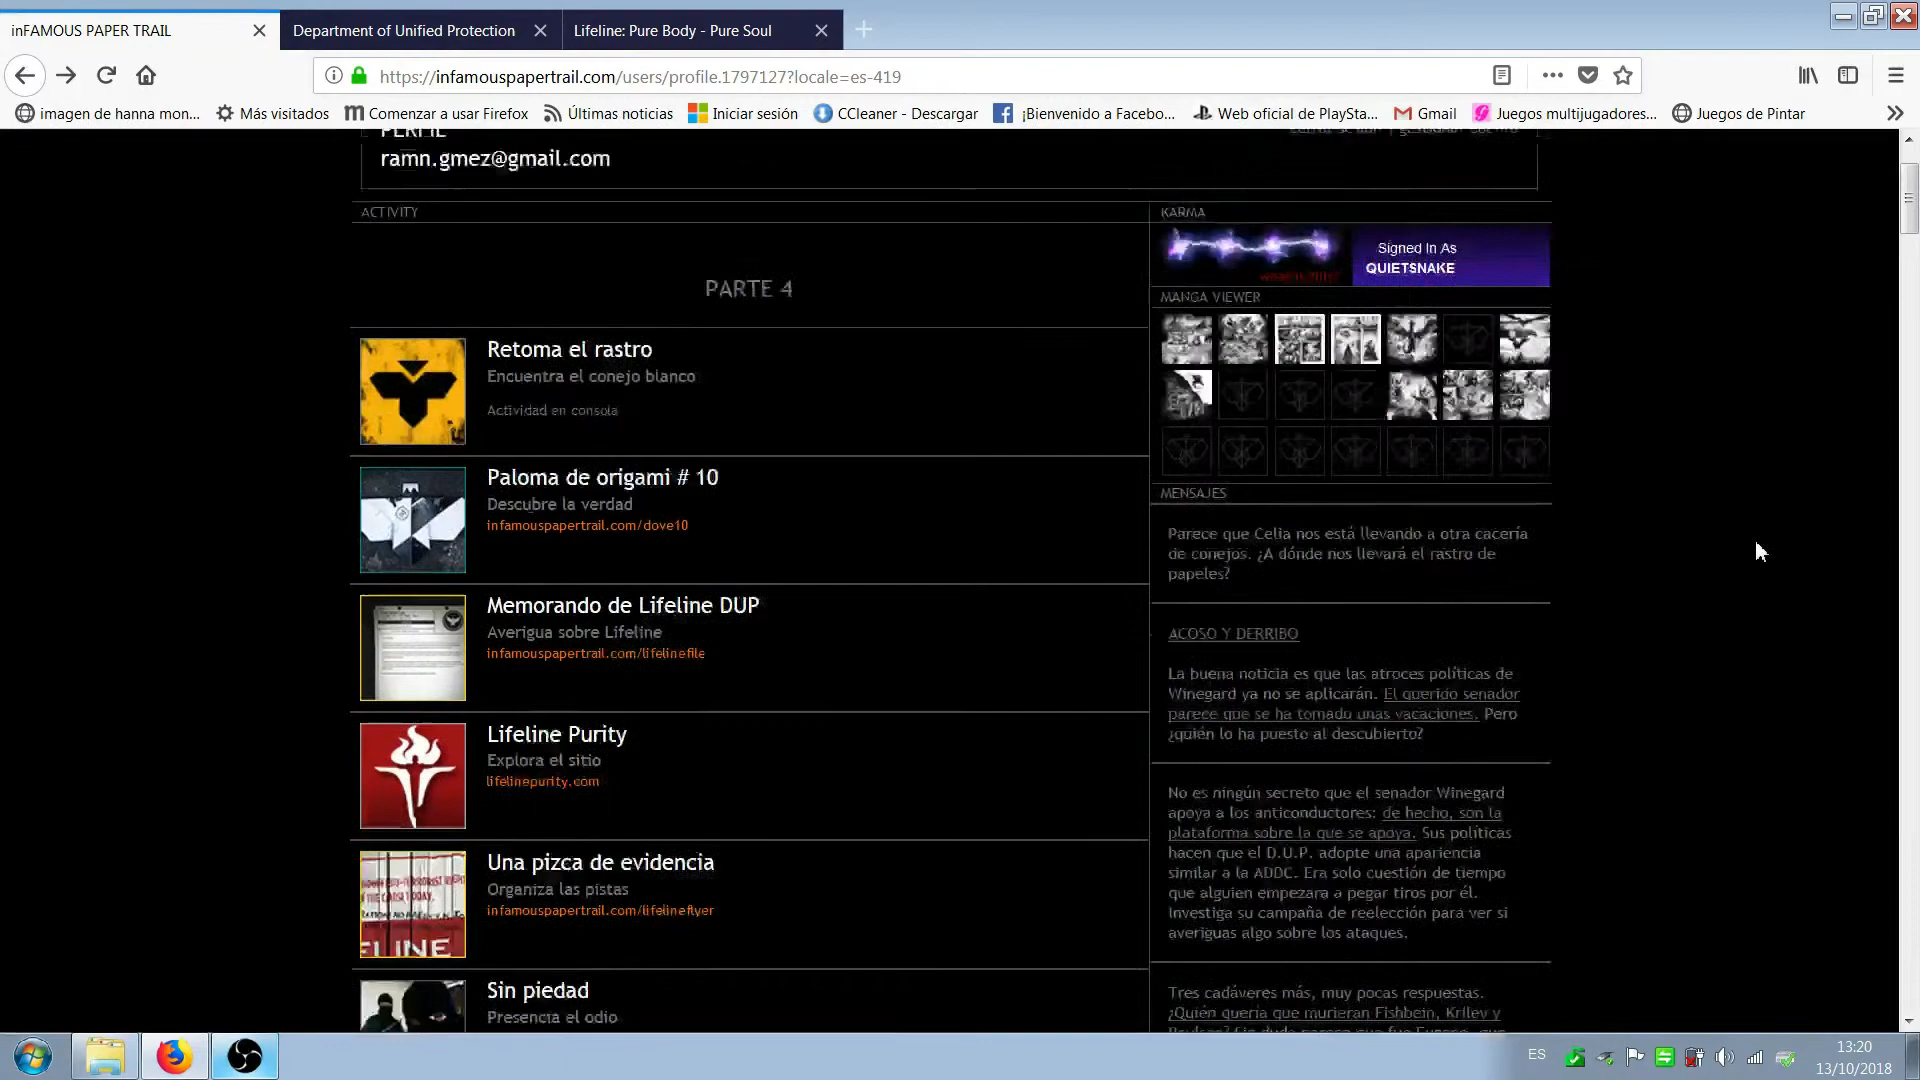 inFAMOUS PAPER TRAIL
Department of Unified Protection
Lifeline: Pure Body - Pure Soul
https://infamouspapertrail.com/users/profile.1797127?locale=es-419
imagen de hanna mon...
Más visitados
Comenzar a usar Firefox
Últimas noticias
Iniciar sesión
CCleaner - Descargar
¡Bienvenido a Facebo...
Web oficial de PlaySta...
Gmail
Juegos multijugadores...
Juegos de Pintar
PERFIL
ramn.gmez@gmail.com
ACTIVITY
PARTE 4
Retoma el rastro
Encuentra el conejo blanco
Actividad en consola
Paloma de origami # 10
Descubre la verdad
infamouspapertrail.com/dove10
Memorando de Lifeline DUP
Averigua sobre Lifeline
infamouspapertrail.com/lifelinefile
Lifeline Purity
Explora el sitio
lifelinepurity.com
Una pizca de evidencia
Organiza las pistas
infamouspapertrail.com/lifelineflyer
Sin piedad
Presencia el odio
KARMA
Signed In As
QUIETSNAKE
MANGA VIEWER
MENSAJES
Parece que Celia nos está llevando a otra cacería
de conejos. ¿A dónde nos llevará el rastro de
papeles?
ACOSO Y DERRIBO
La buena noticia es que las atroces políticas de
Winegard ya no se aplicarán. El querido senador
parece que se ha tomado unas vacaciones. Pero
¿quién lo ha puesto al descubierto?
No es ningún secreto que el senador Winegard
apoya a los anticonductores: de hecho, son la
plataforma sobre la que se apoya. Sus políticas
hacen que el D.U.P. adopte una apariencia
similar a la ADDC. Era solo cuestión de tiempo
que alguien empezara a pegar tiros por él.
Investiga su campaña de reelección para ver si
averiguas algo sobre los ataques.
Tres cadáveres más, muy pocas respuestas.
¿Quién quería que murieran Fishbein, Kriley y
ES
13:20
13/10/2018